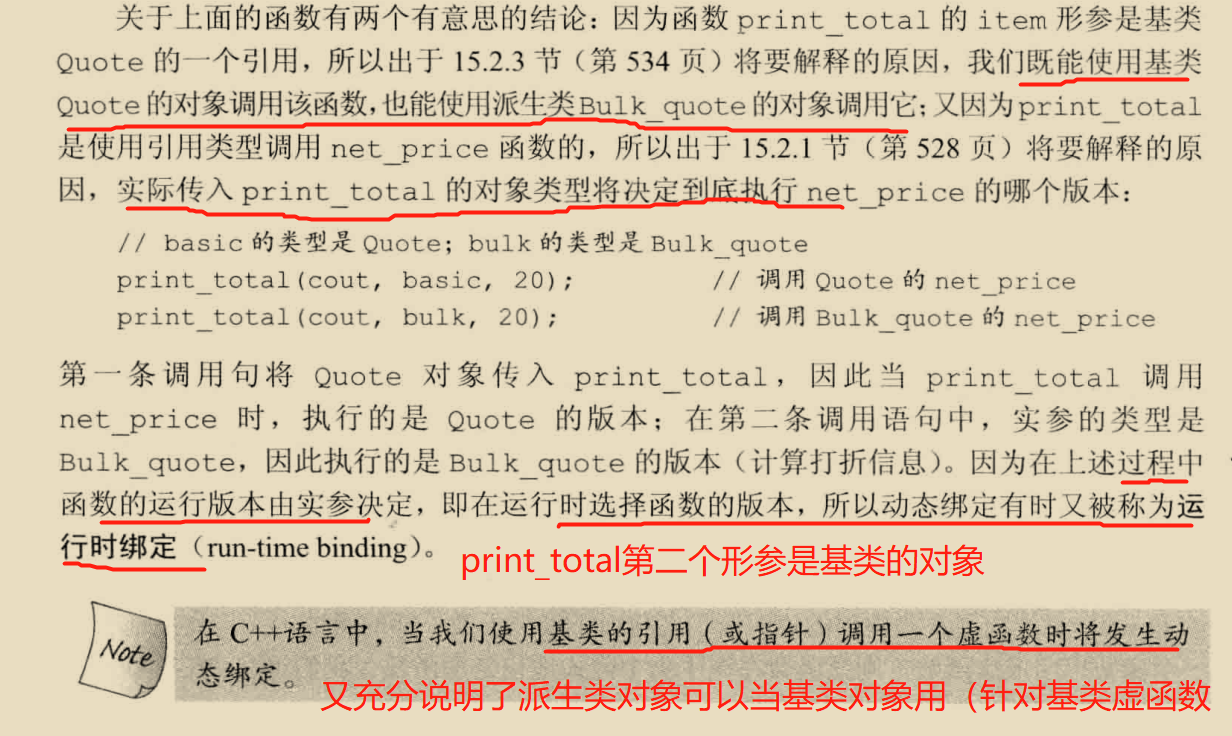 关于上面的函数有两个有意思的结论：因为函数 print_total 的 item 形参是基类
Quote 的一个引用，所以出于 15.2.3 节（第 534 页）将要解释的原因，我们既能使用基类
Quote 的对象调用该函数，也能使用派生类 Bulk_quote 的对象调用它；又因为 print_total
是使用引用类型调用 net_price 函数的，所以出于 15.2.1 节（第 528 页）将要解释的原
因，实际传入 print_total 的对象类型将决定到底执行 net_price 的哪个版本：
// basic 的类型是 Quote；bulk 的类型是 Bulk_quote
print_total(cout, basic, 20); // 调用 Quote 的 net_price
print_total(cout, bulk, 20); // 调用 Bulk_quote 的 net_price
第一条调用句将 Quote 对象传入 print_total，因此当 print_total 调用
net_price 时，执行的是 Quote 的版本；在第二条调用语句中，实参的类型是
Bulk_quote，因此执行的是 Bulk_quote 的版本（计算打折信息）。因为在上述过程中
函数的运行版本由实参决定，即在运行时选择函数的版本，所以动态绑定有时又被称为运
行时绑定（run-time binding）。
print_total第二个形参是基类的对象
Note
在 C++语言中，当我们使用基类的引用（或指针）调用一个虚函数时将发生动
态绑定。
又充分说明了派生类对象可以当基类对象用（针对基类虚函数